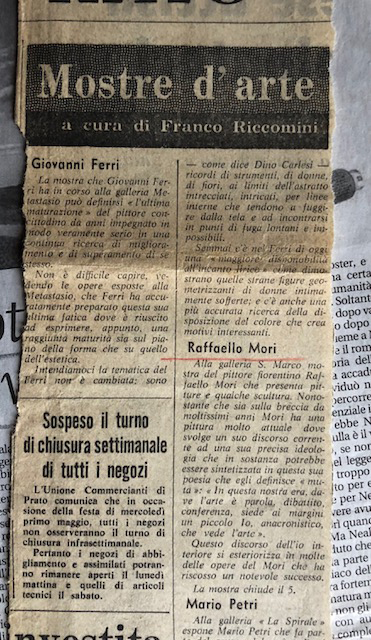 Mostre d'arte
a cura di Franco Riccomini
Giovanni Ferri
La mostra che Giovanni Fer-
ri ha in corso alla galleria Me-
tastasio può definirsi «l'ultima
maturazione» del pittore con-
cittadino da anni impegnato in
modo veramente serio in una
continua ricerca di migliora-
mento e di superamento di se
stesso.
Non è difficile capire, ve-
dendo le opere esposte alla
Metastasio, che Ferri ha accu-
ratamente preparato questa sua
ultima fatica dove è riuscito
ad esprimere, appunto, una
raggiunta maturità sia sul pia-
no della forma che su quello
dell'estetica.
Intendiamoci la tematica del
Ferri non è cambiata: sono
— come dice Dino Carlesi —
ricordi di strumenti, di donne,
di fiori, ai limiti dell'astratto
intrecciati, intricati, per linee
interne che tendono a fuggi-
re dalla tela e ad incontrarsi
in punti di fuga lontani e im-
possibili.
Semmai c'è nel Ferri di oggi
una «maggiore disponibilità
all'incanto lirico» come dimo-
strano quelle strane figure geo-
metrizzanti di donne intima-
mente sofferte; e c'è anche una
più accurata ricerca della di-
sposizione del colore che crea
motivi interessanti.
Raffaello Mori
Alla galleria S. Marco mo-
stra del pittore fiorentino Raf-
faello Mori che presenta pit-
ture e qualche scultura. Nono-
stante che sia sulla breccia da
moltissimi anni Mori ha una
pittura molto attuale dove
svolge un suo discorso corren-
te ad una sua precisa ideolo-
gia che in sostanza potrebbe
essere sintetizzata in questa sua
poesia che egli definisce «mu-
ta»: «In questa nostra era, da-
ve l'arte è parola, dibattito,
conferenza, siede ai margini
un piccolo Io, anacronistico,
che vede l'arte».
Questo discorso dell'io in-
teriore si esteriorizza in molte
delle opere del Mori che ha
riscosso un notevole successo.
La mostra chiude il 5.
Mario Petri
Alla galleria «La Spirale»
espone Mario Petri che fa par-
Sospeso il turno
di chiusura settimanale
di tutti i negozi
L'Unione Commercianti di
Prato comunica che in occa-
sione della festa di mercoledì
primo maggio, tutti i negozi
non osserveranno il turno di
chiusura infrasettimanale.
Pertanto i negozi di abbi-
gliamento e assimilati potran-
no rimanere aperti il lunedì
mattina e quelli di articoli
tecnici il sabato.